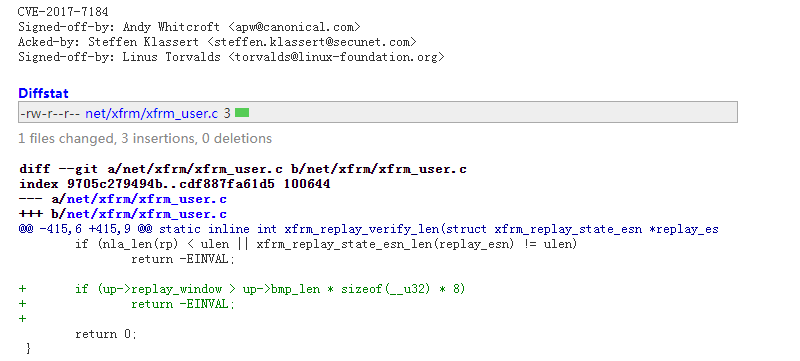 CVE-2017-7184
Signed-off-by: Andy Whitcroft <apw@canonical.com>
Acked-by: Steffen Klassert <steffen.klassert@secunet.com>
Signed-off-by: Linus Torvalds <torvalds@linux-foundation.org>
Diffstat
-rw-r--r-- net/xfrm/xfrm_user.c 3
1 files changed, 3 insertions, 0 deletions
diff --git a/net/xfrm/xfrm_user.c b/net/xfrm/xfrm_user.c
index 9705c279494b..cdf887fa61d5 100644
--- a/net/xfrm/xfrm_user.c
+++ b/net/xfrm/xfrm_user.c
@@ -415,6 +415,9 @@ static inline int xfrm_replay_verify_len(struct xfrm_replay_state_esn *replay_es
        if (nla_len(rp) < ulen || xfrm_replay_state_esn_len(replay_esn) != ulen)
                return -EINVAL;
+       if (up->replay_window > up->bmp_len * sizeof(__u32) * 8)
+               return -EINVAL;
+
        return 0;
 }